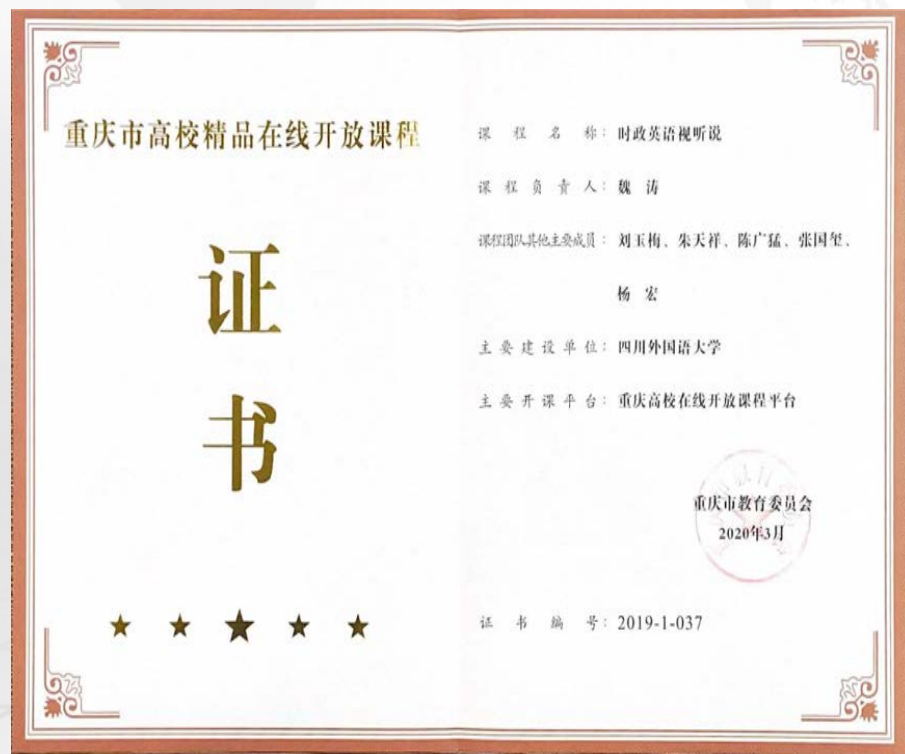 重庆市高校精品在线开放课程
证
书
课程名称：时政英语视听说
课程负责人：魏 涛
课程团队其他主要成员：刘玉梅、朱天祥、陈广猛、张国玺、
杨 宏
主要建设单位：四川外国语大学
主要开课平台：重庆高校在线开放课程平台
重庆市教育委员会
2020年3月
证书编号：2019-1-037